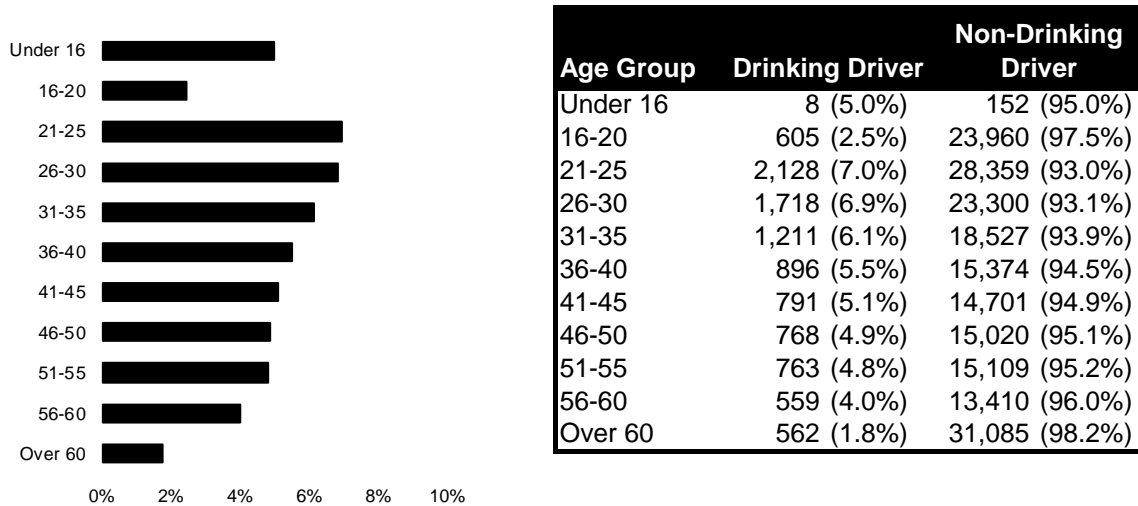 Under 16
16-20
21-25
26-30
31-35
36-40
41-45
46-50
51-55
56-60
Over 60
0% 2% 4% 6% 8% 10%
Age Group Drinking Driver Non-Drinking Driver
Under 16 8 (5.0%) 152 (95.0%)
16-20 605 (2.5%) 23,960 (97.5%)
21-25 2,128 (7.0%) 28,359 (93.0%)
26-30 1,718 (6.9%) 23,300 (93.1%)
31-35 1,211 (6.1%) 18,527 (93.9%)
36-40 896 (5.5%) 15,374 (94.5%)
41-45 791 (5.1%) 14,701 (94.9%)
46-50 768 (4.9%) 15,020 (95.1%)
51-55 763 (4.8%) 15,109 (95.2%)
56-60 559 (4.0%) 13,410 (96.0%)
Over 60 562 (1.8%) 31,085 (98.2%)